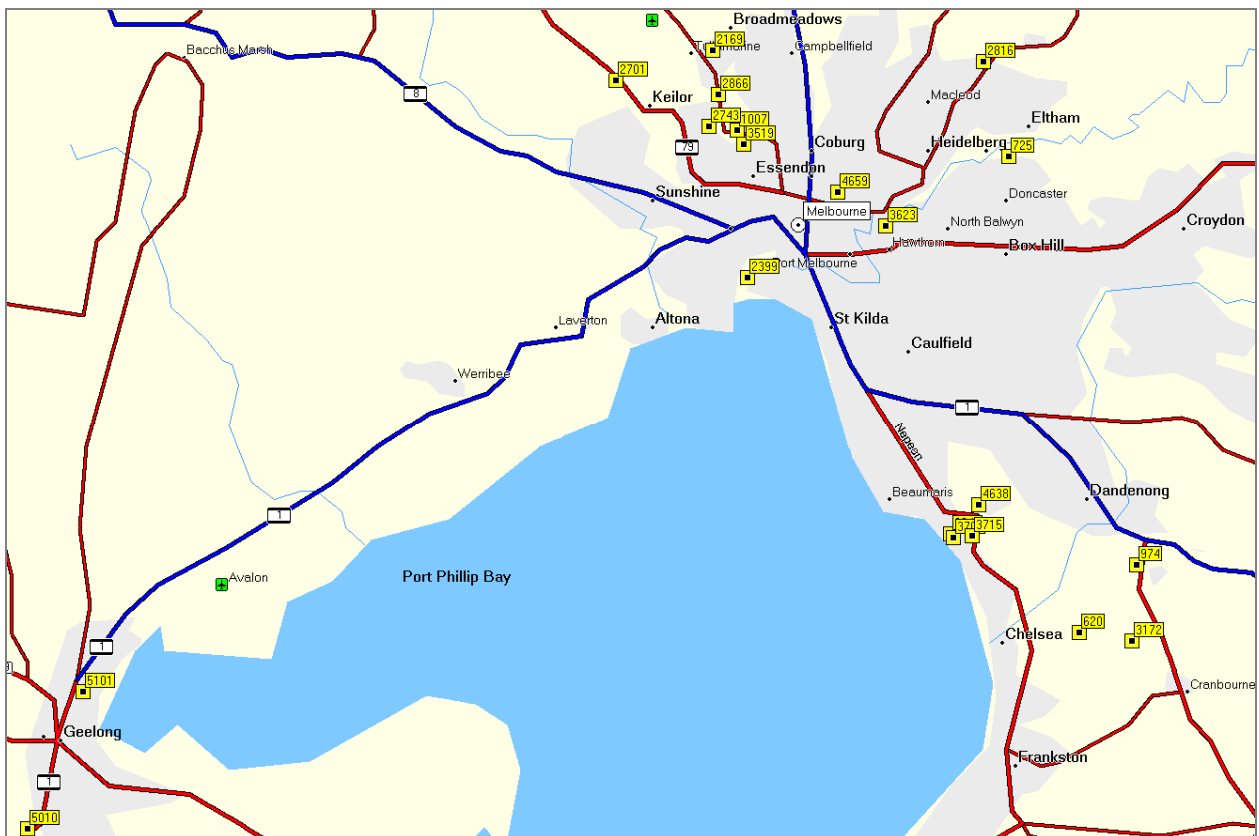 Broadmeadows
2169
Tullamarine
Campbellfield
Bacchus Marsh
2816
2701
8
2866
Keilor
Macleod
Eltham
2743
1007
3519
79
Coburg
Heidelberg
725
Essendon
Sunshine
4659
Doncaster
Melbourne
3623
North Balwyn
Croydon
Hawthorn
Box Hill
2399
Port Melbourne
Laverton
Altona
St Kilda
Caulfield
Werribee
1
Nepean
Beaumaris
4638
Dandenong
1
3715
974
Avalon
Port Phillip Bay
620
3172
Chelsea
1
5101
Cranbourne
Geelong
Frankston
1
5010